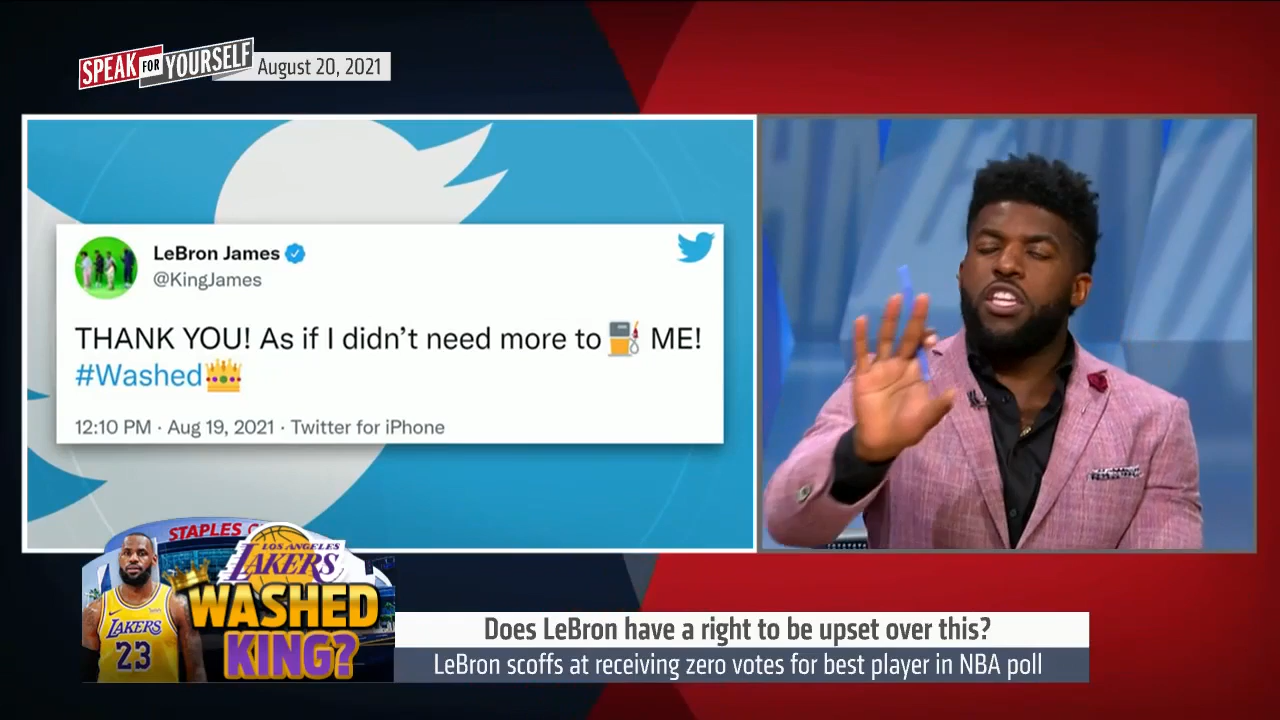 SPEAK FOR YOURSELF
August 20, 2021
LeBron James
@KingJames
THANK YOU! As if I didn’t need more to⛽ ME!
#Washed👑
12:10 PM · Aug 19, 2021 · Twitter for iPhone
STAPLES
LOS ANGELES
LAKERS
WASHED
KING?
LAKERS
23
Does LeBron have a right to be upset over this?
LeBron scoffs at receiving zero votes for best player in NBA poll